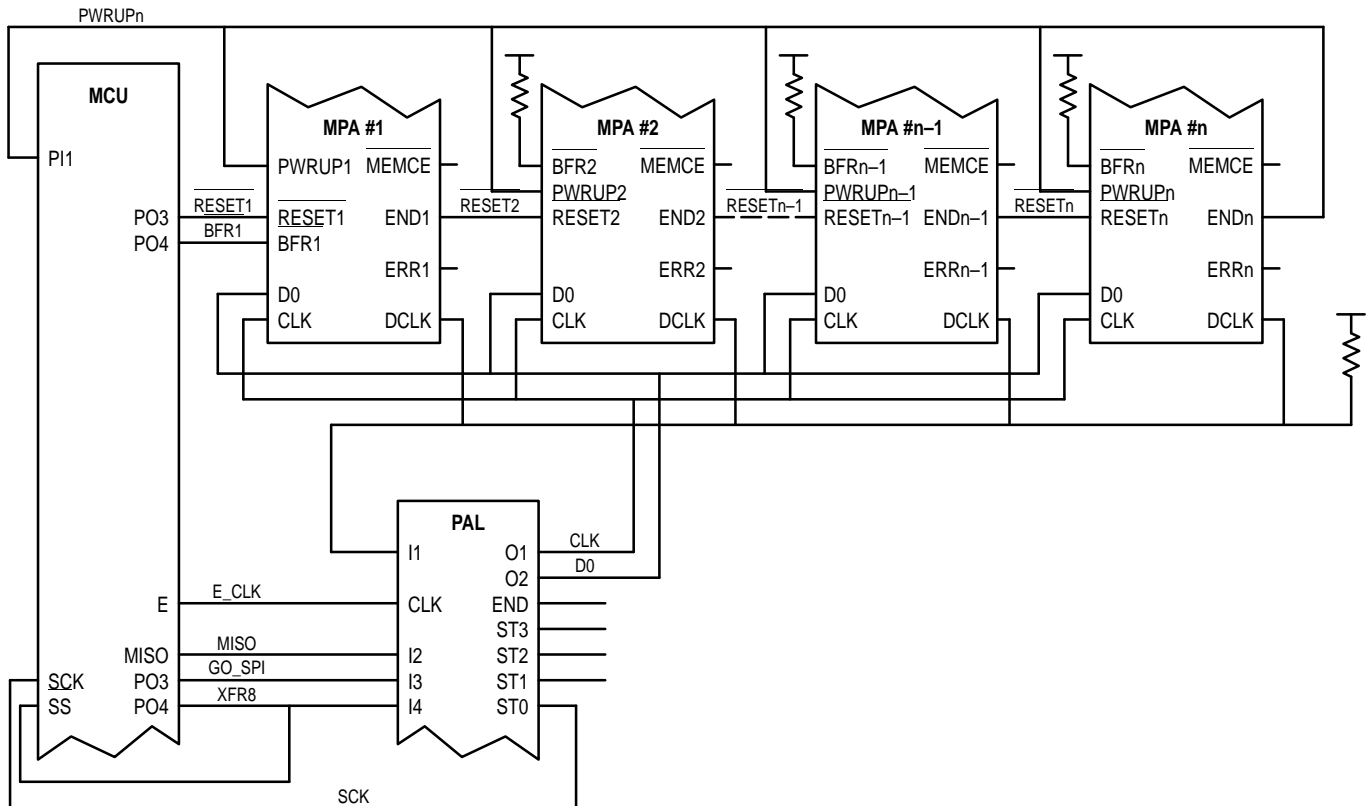 PWRUPn
MCU
PI1
PO3
PO4
RESET1
BFR1
MPA #1
PWRUP1
MEMCE
RESET1
BFR1
END1
ERR1
D0
CLK
DCLK
RESET2
MPA #2
BFR2
MEMCE
PWRUP2
RESET2
END2
ERR2
D0
CLK
DCLK
RESETn–1
MPA #n–1
BFRn–1
MEMCE
PWRUPn–1
RESETn–1
ENDn–1
ERRn–1
D0
CLK
DCLK
RESETn
MPA #n
BFRn
MEMCE
PWRUPn
RESETn
ENDn
ERRn
D0
CLK
DCLK
E
MISO
SCK
PO3
SS
PO4
E_CLK
MISO
GO_SPI
XFR8
PAL
I1
O1
O2
CLK
END
ST3
I2
ST2
I3
ST1
I4
ST0
CLK
D0
SCK